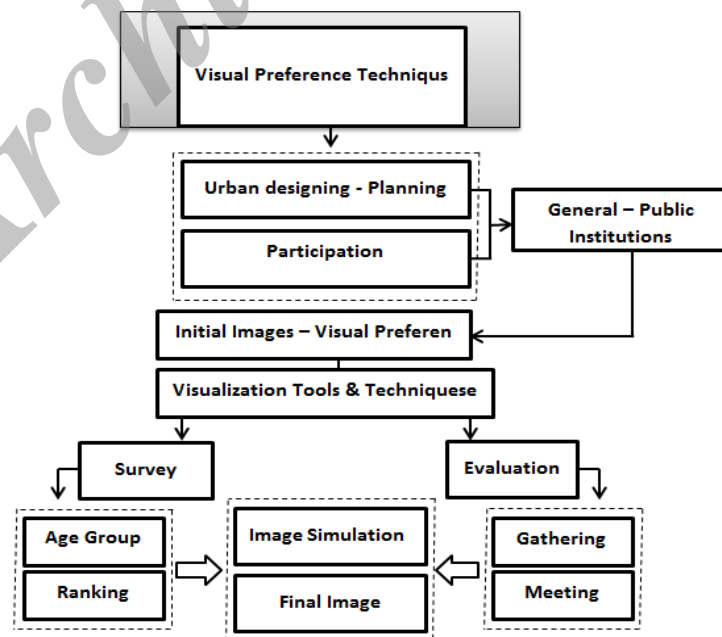 Visual Preference Techniqus
Urban designing - Planning
Participation
General – Public
Institutions
Initial Images – Visual Preferen
Visualization Tools & Techniquese
Survey
Evaluation
Age Group
Ranking
Image Simulation
Final Image
Gathering
Meeting